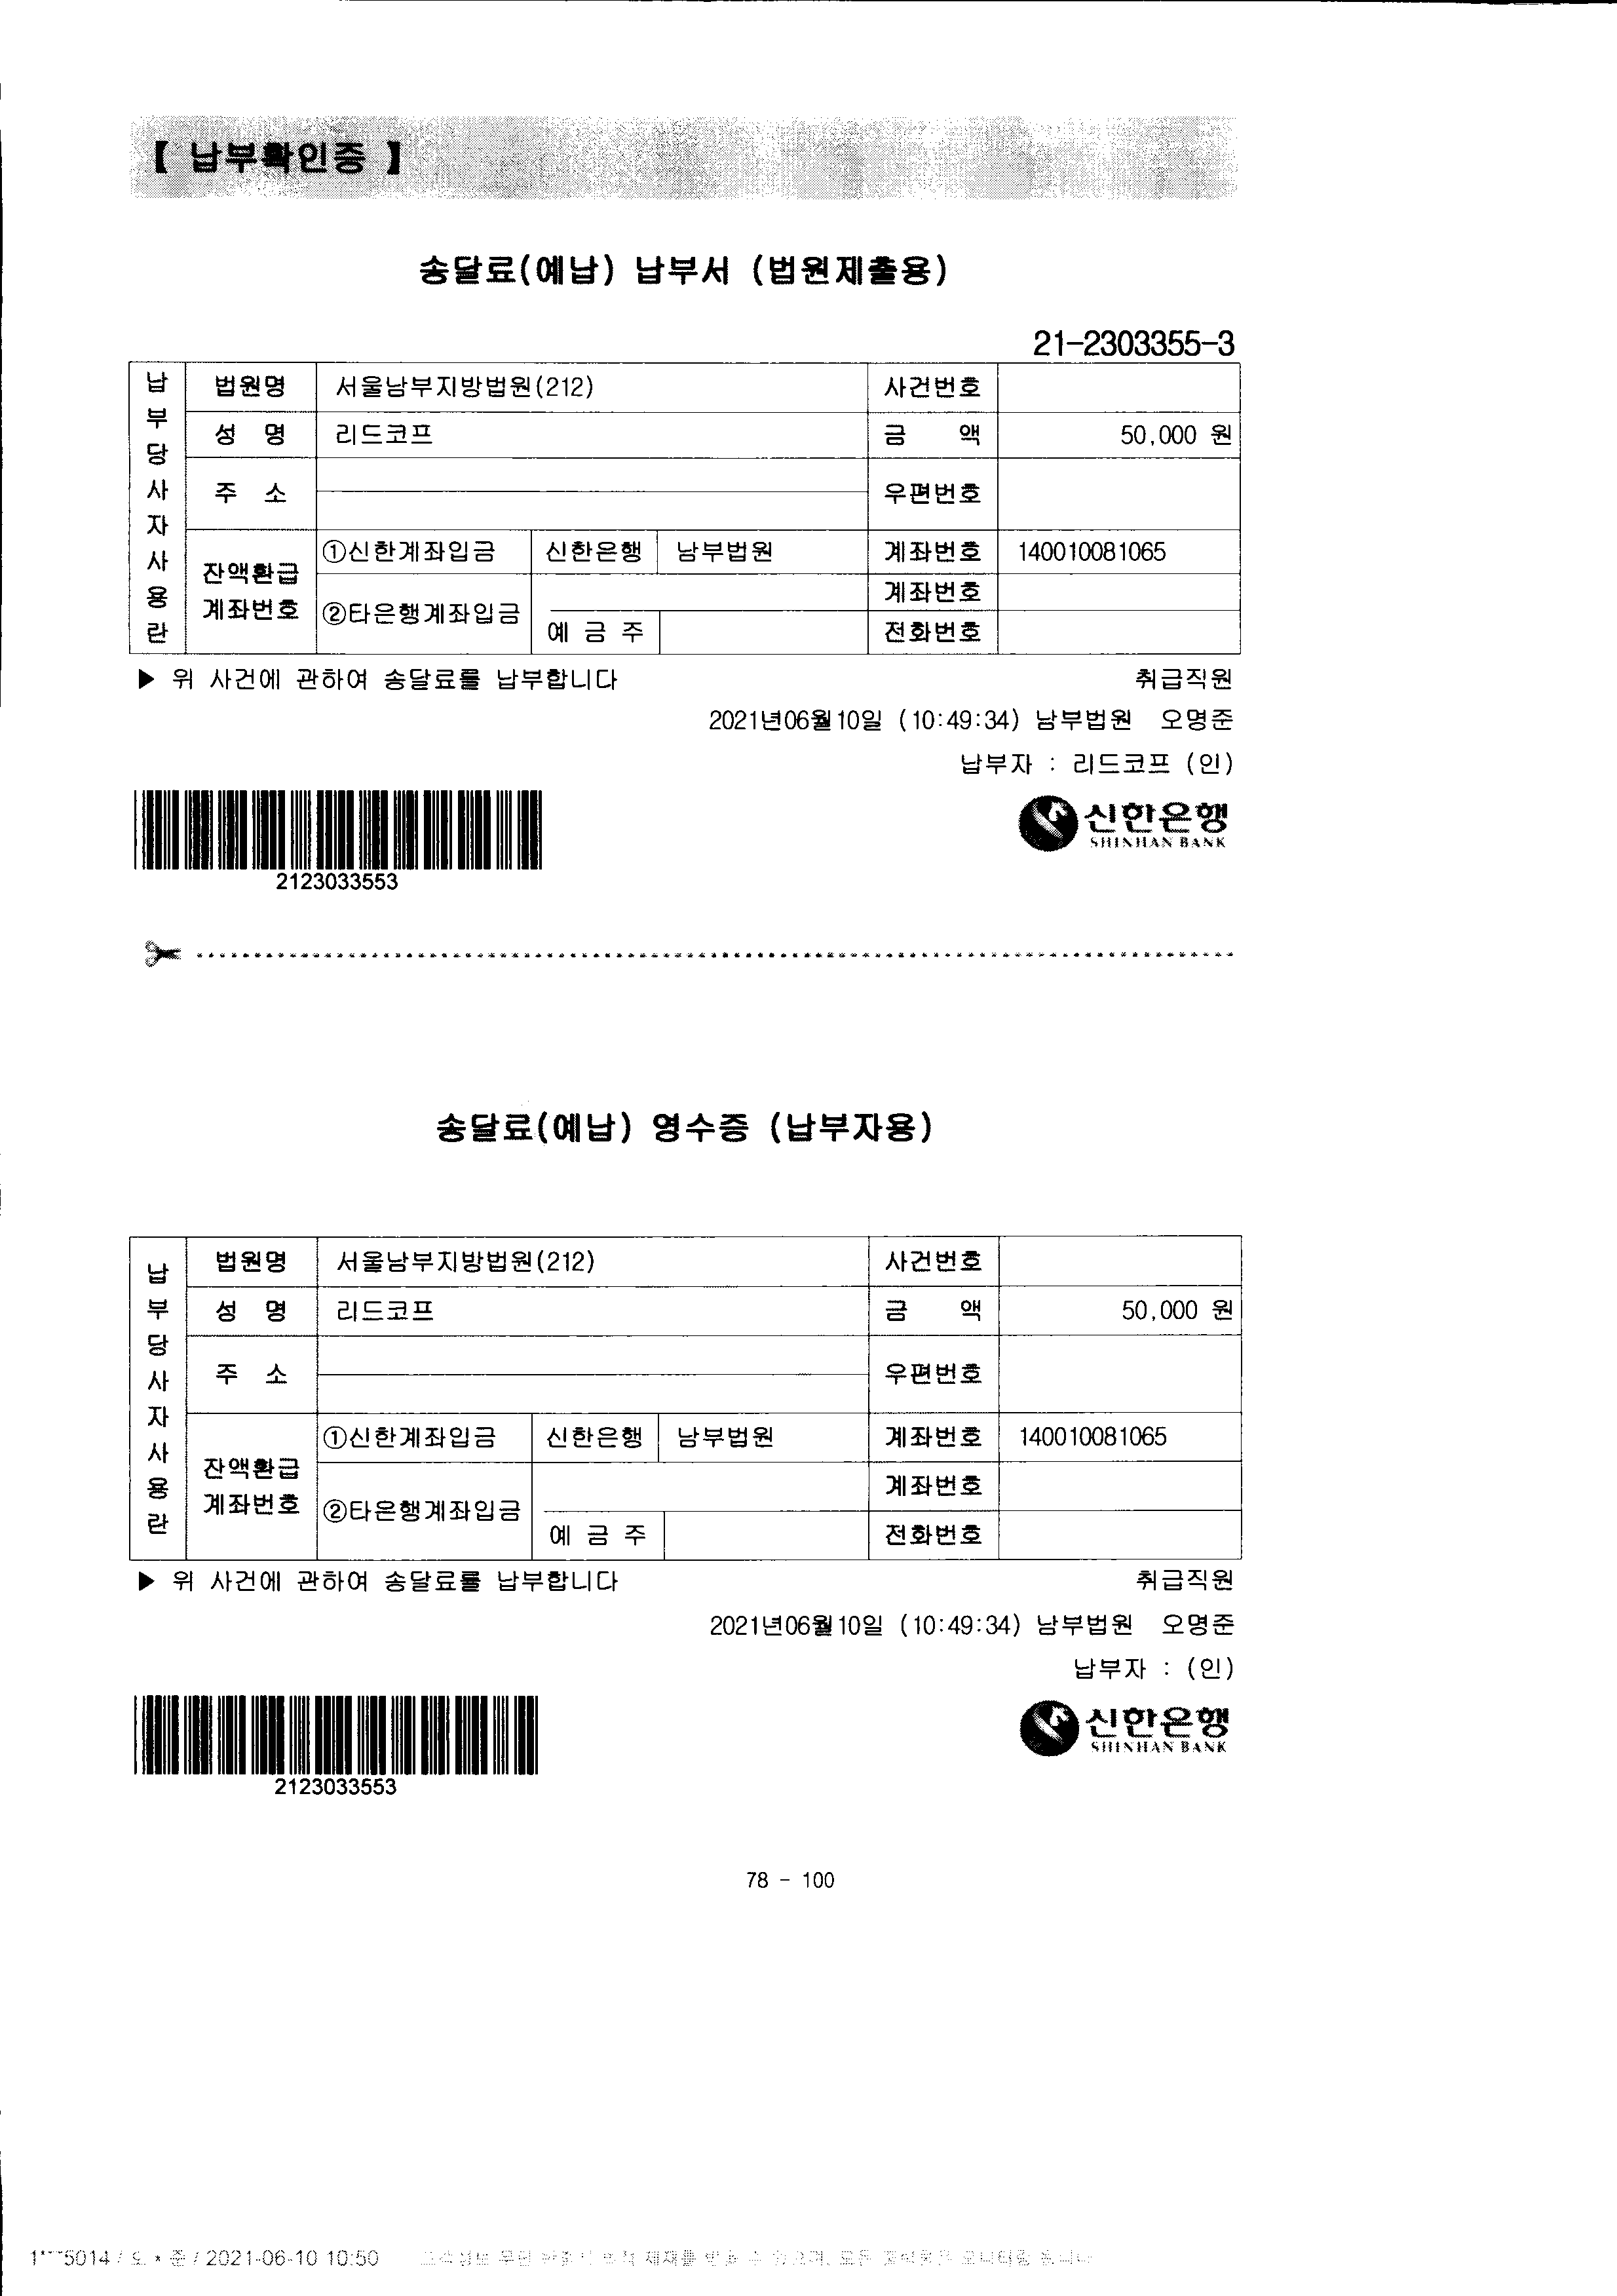 【 납부확인증 】
송달료(예납) 납부서 (법원제출용)
21-2303355-3
납부당사자사용란
법원명 서울남부지방법원(212) 사건번호
성 명 리드코프 금 액 50,000 원
주 소 우편번호
잔액환급 계좌번호 ①신한계좌입금 신한은행 남부법원 계좌번호 140010081065
②타은행계좌입금 계좌번호
예 금 주 전화번호
▶ 위 사건에 관하여 송달료를 납부합니다 취급직원
2021년06월10일 (10:49:34) 남부법원 오명준
납부자 : 리드코프 (인)
신한은행
SHINHAN BANK
2123033553
송달료(예납) 영수증 (납부자용)
납부당사자사용란
법원명 서울남부지방법원(212) 사건번호
성 명 리드코프 금 액 50,000 원
주 소 우편번호
잔액환급 계좌번호 ①신한계좌입금 신한은행 남부법원 계좌번호 140010081065
②타은행계좌입금 계좌번호
예 금 주 전화번호
▶ 위 사건에 관하여 송달료를 납부합니다 취급직원
2021년06월10일 (10:49:34) 남부법원 오명준
납부자 : (인)
신한은행
SHINHAN BANK
2123033553
78 - 100
1***5014 / 오 * 준 / 2021-06-10 10:50